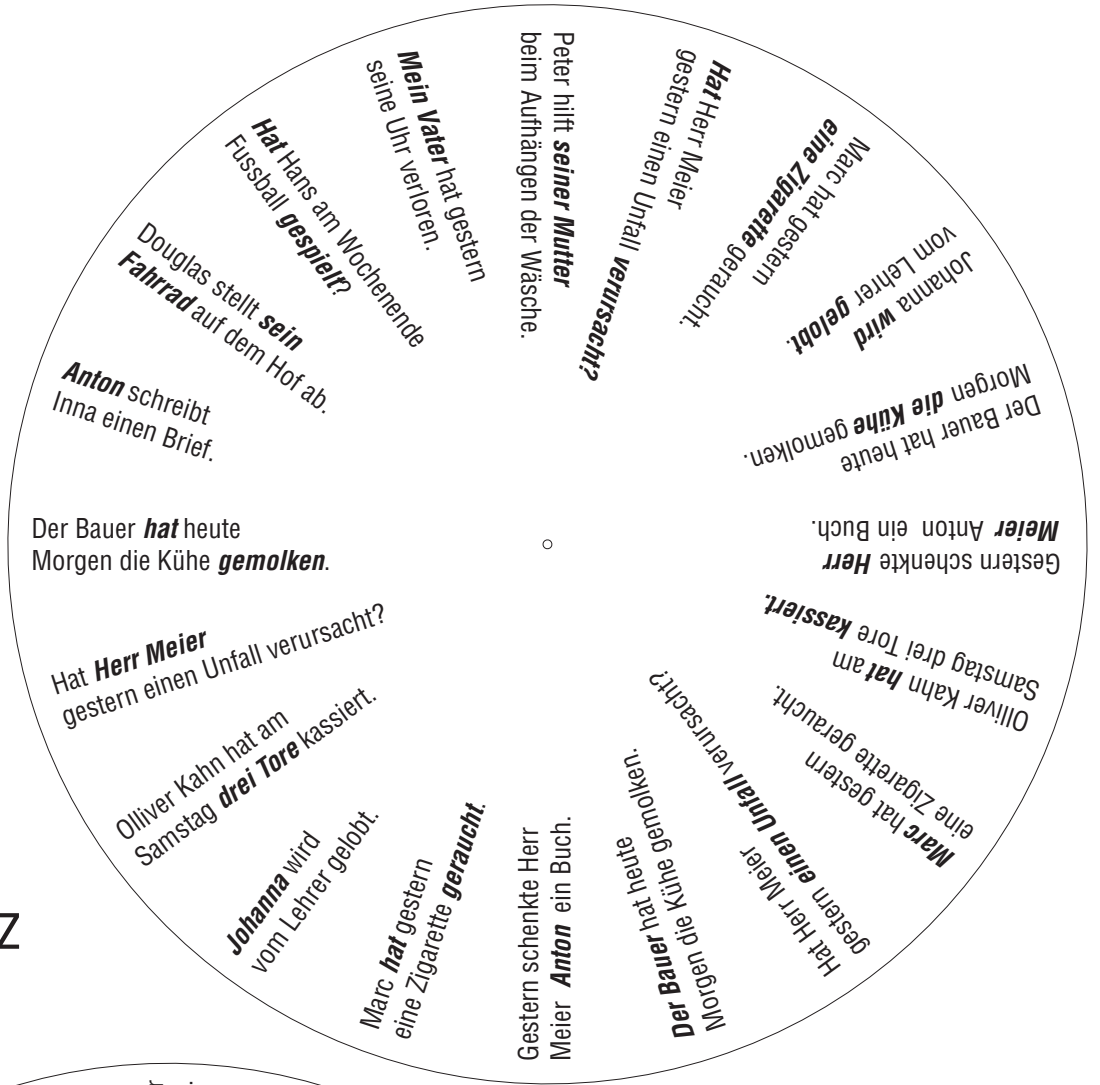 Peter hilft seiner Mutter
beim Aufhängen der Wäsche.
Hat Herr Meier
gestern einen Unfall verursacht?
Marc hat gestern
eine Zigarette geraucht.
Johanna wird
vom Lehrer gelobt.
Der Bauer hat heute
Morgen die Kühe gemolken.
Gestern schenkte Herr
Meier Anton ein Buch.
Olliver Kahn hat am
Samstag drei Tore kassiert.
Marc hat gestern
eine Zigarette geraucht.
Hat Herr Meier
gestern einen Unfall verursacht?
Der Bauer hat heute
Morgen die Kühe gemolken.
Gestern schenkte Herr
Meier Anton ein Buch.
Marc hat gestern
eine Zigarette geraucht.
Johanna wird
vom Lehrer gelobt.
Olliver Kahn hat am
Samstag drei Tore kassiert.
Hat Herr Meier
gestern einen Unfall verursacht?
Der Bauer hat heute
Morgen die Kühe gemolken.
Anton schreibt
Inna einen Brief.
Douglas stellt sein
Fahrrad auf dem Hof ab.
Hat Hans am Wochenende
Fussball gespielt?
Mein Vater hat gestern
seine Uhr verloren.